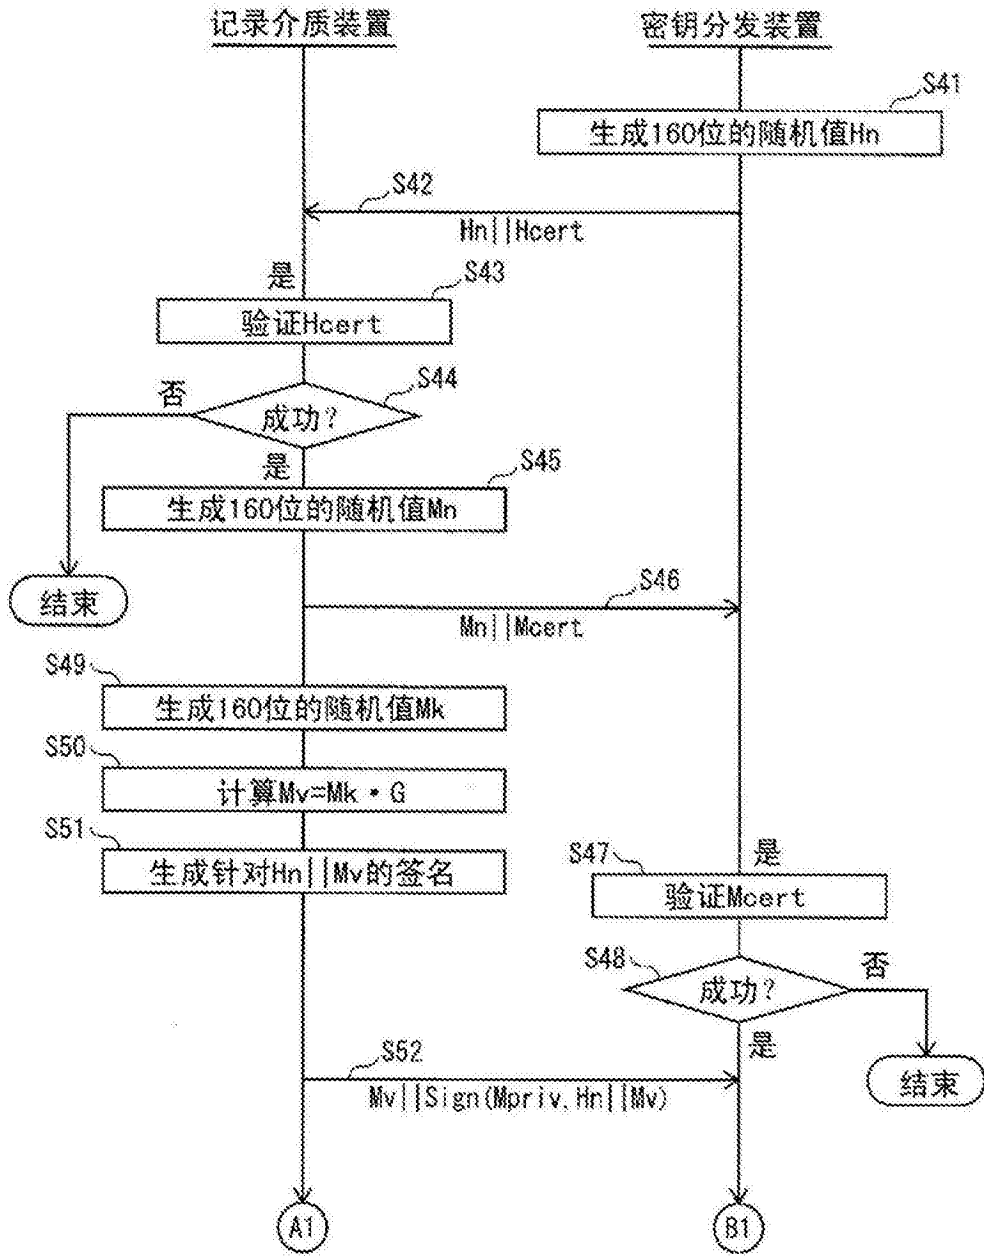 记录介质装置
密钥分发装置
S41
生成160位的随机值Hn
S42
Hn||Hcert
是
S43
验证Hcert
否
S44
成功?
是
S45
生成160位的随机值Mn
结束
S46
Mn||Mcert
S49
生成160位的随机值Mk
S50
计算Mv=Mk·G
S51
生成针对Hn||Mv的签名
S47
是
验证Mcert
S48
否
成功?
是
结束
S52
Mv||Sign(Mpriv,Hn||Mv)
A1
B1